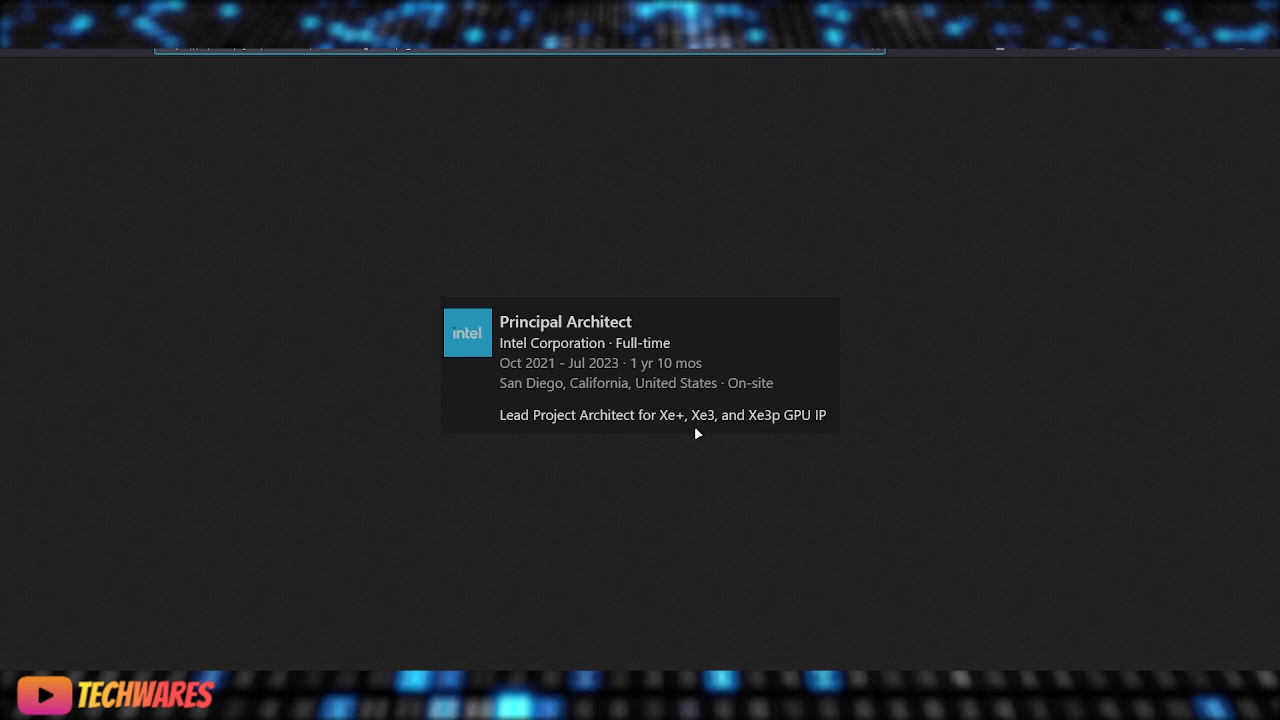 intel.
Principal Architect
Intel Corporation · Full-time
Oct 2021 - Jul 2023 · 1 yr 10 mos
San Diego, California, United States · On-site
Lead Project Architect for Xe+, Xe3, and Xe3p GPU IP
TECHWARES